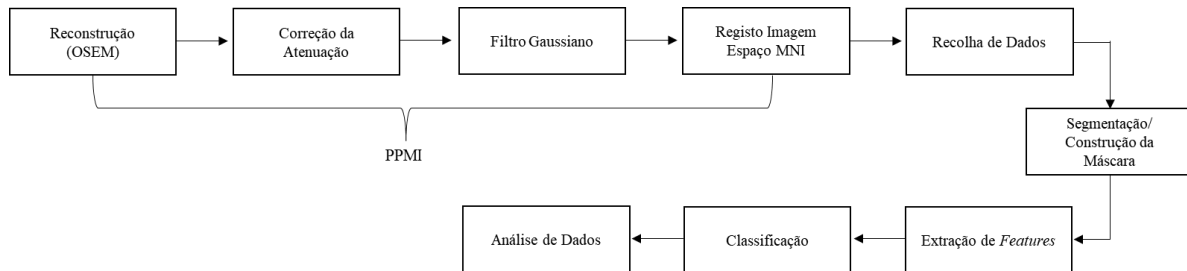 Reconstrução
(OSEM)
Correção da
Atenuação
Filtro Gaussiano
Registo Imagem
Espaço MNI
Recolha de Dados
PPMI
Segmentação/
Construção da
Máscara
Extração de Features
Classificação
Análise de Dados